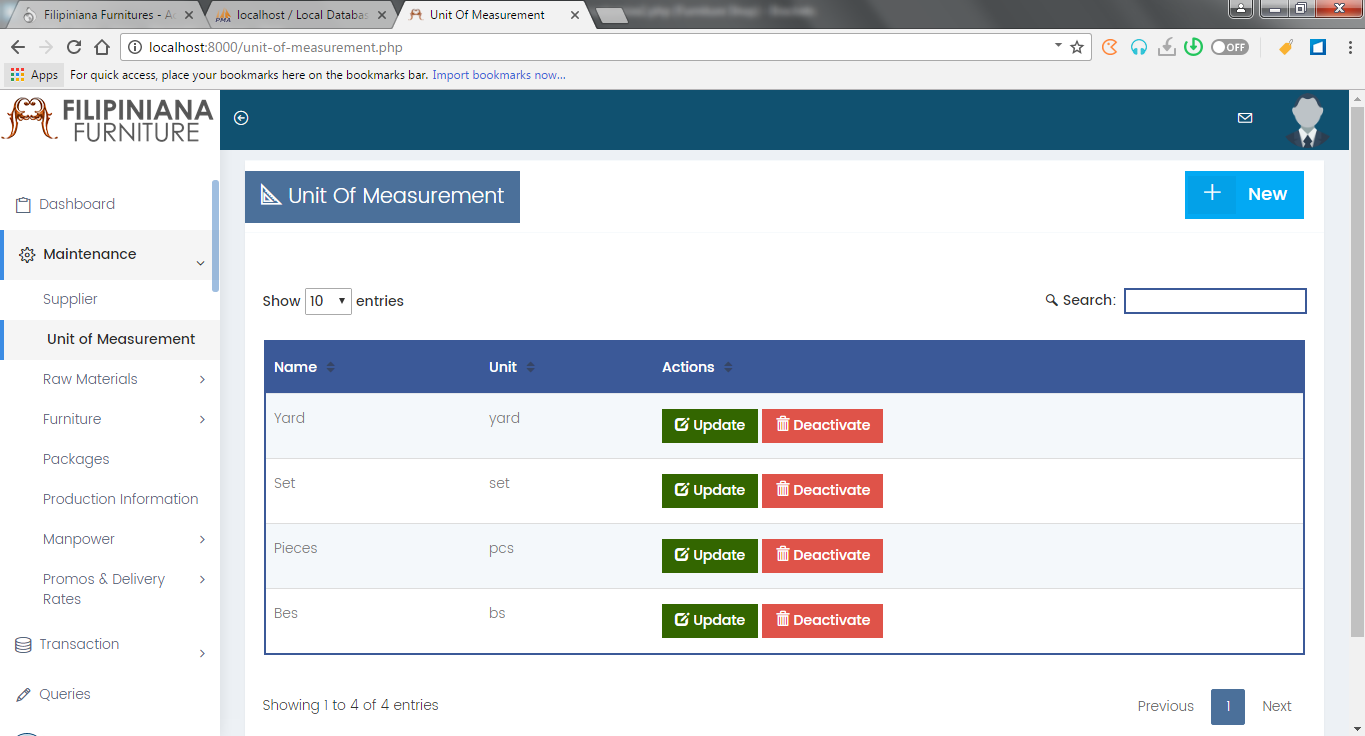 Filipiniana Furnitures - A
PMA
localhost / Local Databas
Unit Of Measurement
localhost:8000/unit-of-measurement.php
OFF
Apps
For quick access, place your bookmarks here on the bookmarks bar. Import bookmarks now...
FILIPINIANA
FURNITURE
Dashboard
Maintenance
Supplier
Unit of Measurement
Raw Materials
Furniture
Packages
Production Information
Manpower
Promos & Delivery
Rates
Transaction
Queries
Unit Of Measurement
+ New
Show 10 entries
Search:
Name Unit Actions
Yard yard Update Deactivate
Set set Update Deactivate
Pieces pcs Update Deactivate
Bes bs Update Deactivate
Showing 1 to 4 of 4 entries
Previous 1 Next